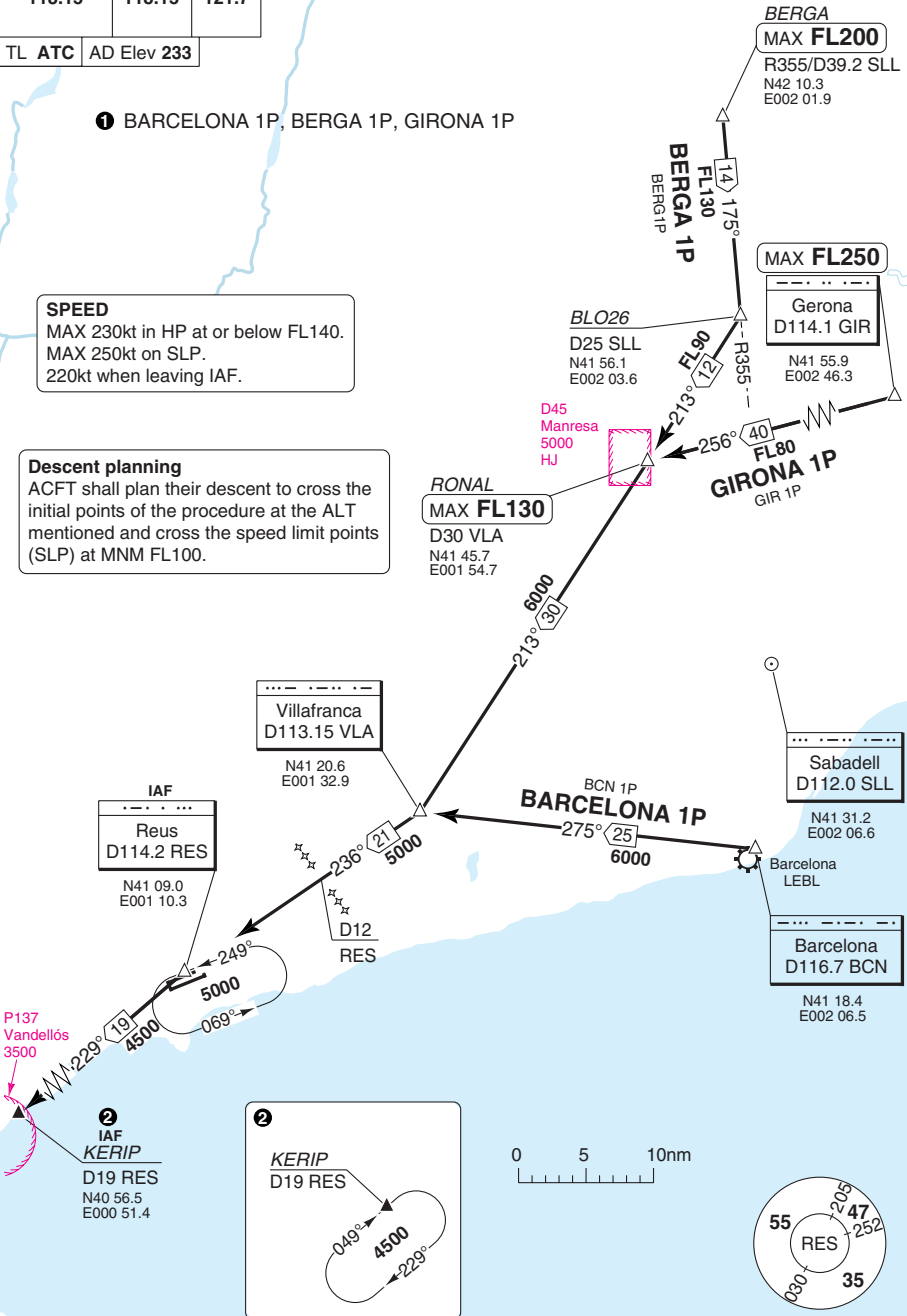 118.15 118.15 121.7
TL ATC AD Elev 233
❶ BARCELONA 1P, BERGA 1P, GIRONA 1P
BERGA
MAX FL200
R355/D39.2 SLL
N42 10.3
E002 01.9
14
175°
FL130
BERGA 1P
BERG1P
MAX FL250
Gerona
D114.1 GIR
N41 55.9
E002 46.3
SPEED
MAX 230kt in HP at or below FL140.
MAX 250kt on SLP.
220kt when leaving IAF.
BLO26
D25 SLL
N41 56.1
E002 03.6
FL90
12
213°
R355
D45
Manresa
5000
HJ
256°
40
FL80
GIRONA 1P
GIR 1P
Descent planning
ACFT shall plan their descent to cross the
initial points of the procedure at the ALT
mentioned and cross the speed limit points
(SLP) at MNM FL100.
RONAL
MAX FL130
D30 VLA
N41 45.7
E001 54.7
6000
30
213°
Villafranca
D113.15 VLA
N41 20.6
E001 32.9
Sabadell
D112.0 SLL
N41 31.2
E002 06.6
BCN 1P
BARCELONA 1P
275°
25
6000
Barcelona
LEBL
Barcelona
D116.7 BCN
N41 18.4
E002 06.5
IAF
Reus
D114.2 RES
N41 09.0
E001 10.3
236°
21
5000
D12
RES
249°
5000
069°
P137
Vandellós
3500
229°
19
4500
❷
IAF
KERIP
D19 RES
N40 56.5
E000 51.4
❷
KERIP
D19 RES
049°
4500
229°
0 5 10nm
205
55
47
252
RES
030
35